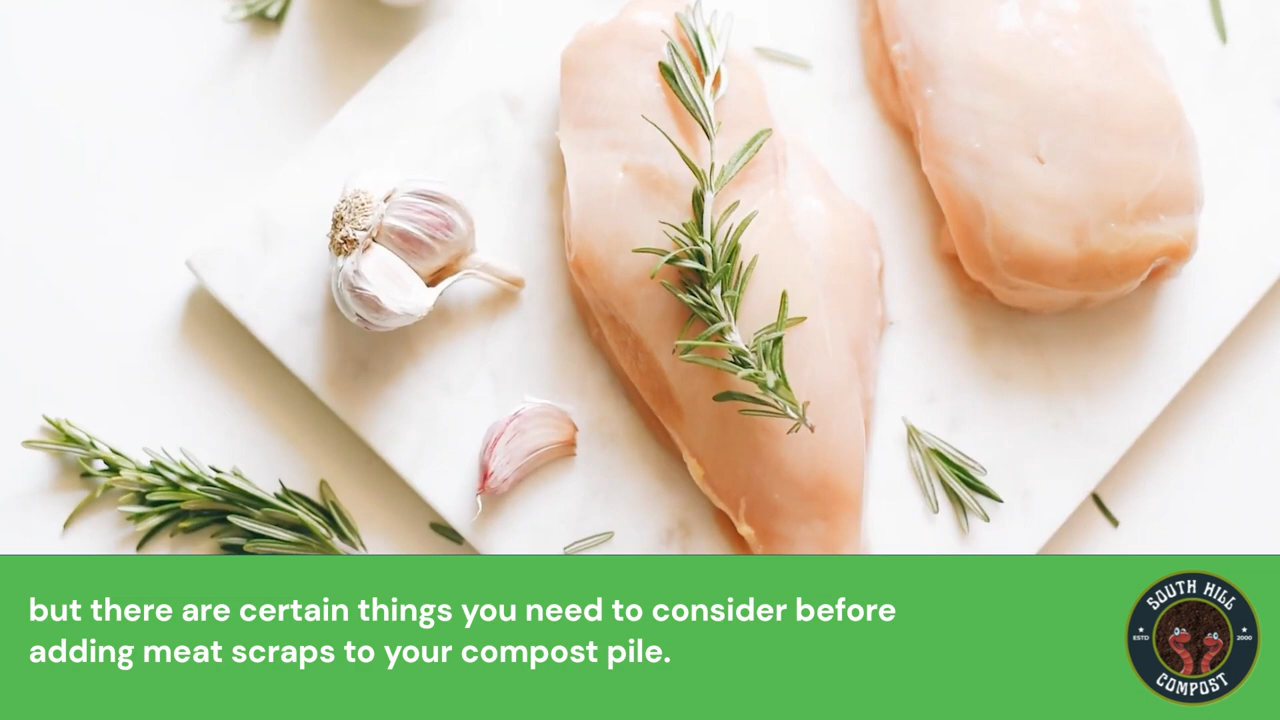 but there are certain things you need to consider before
adding meat scraps to your compost pile.
SOUTH HILL
ESTD 2000
COMPOST